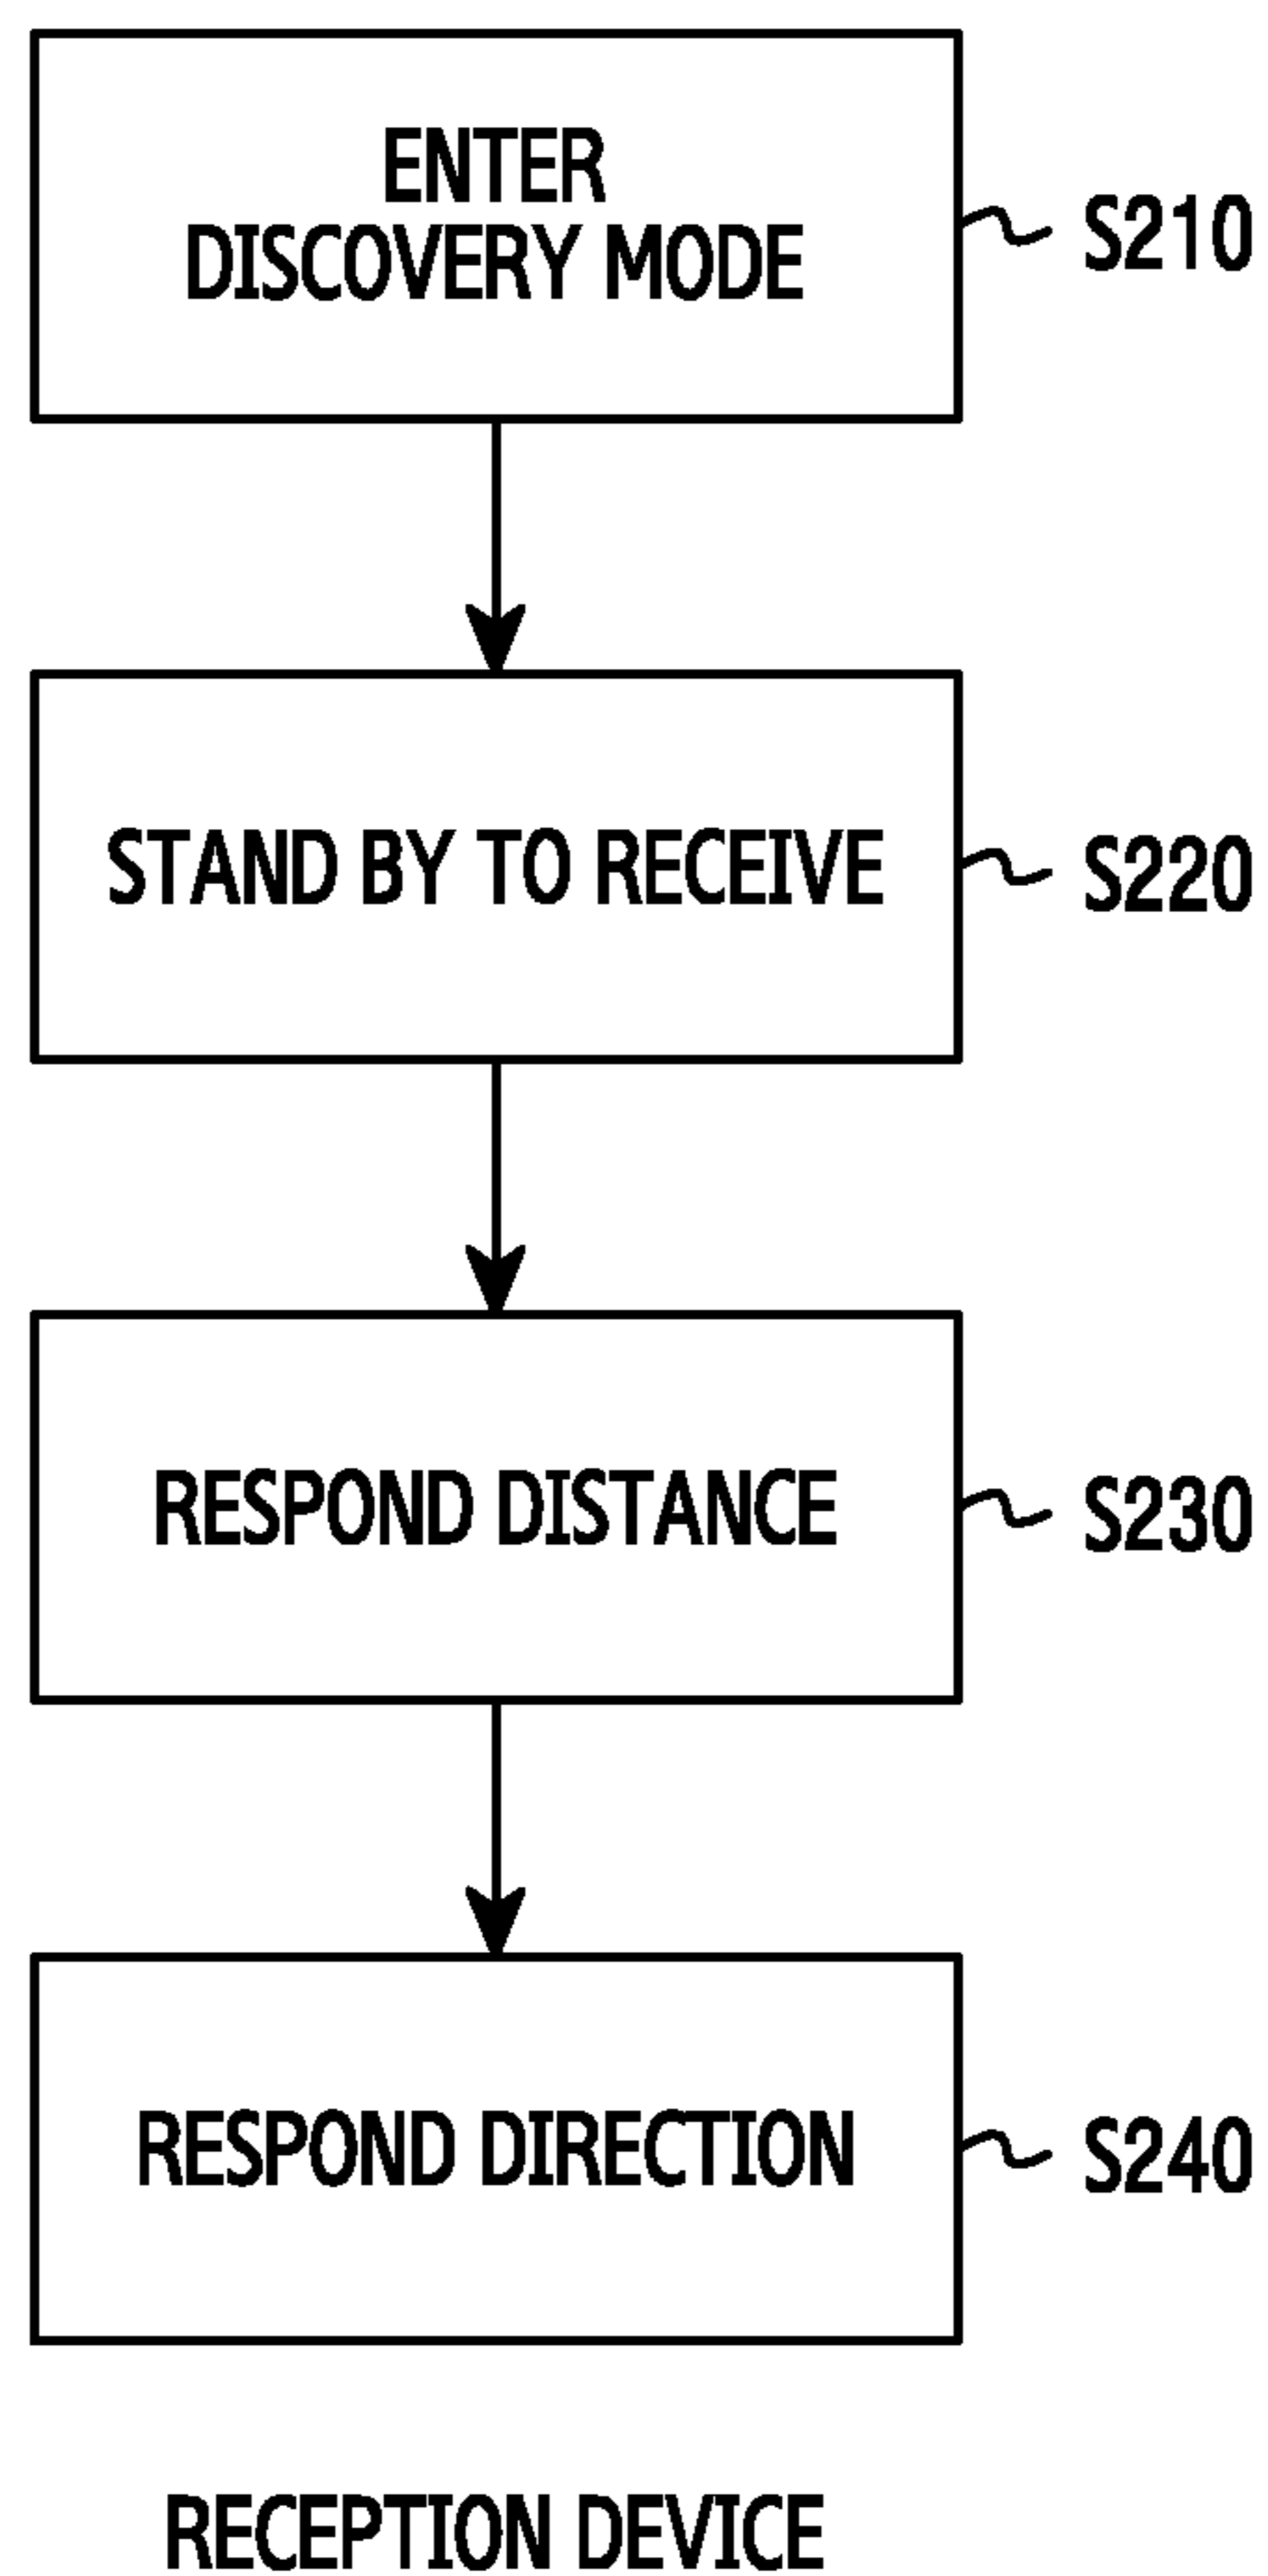 ENTER
DISCOVERY MODE
S210
STAND BY TO RECEIVE
S220
RESPOND DISTANCE
S230
RESPOND DIRECTION
S240
RECEPTION DEVICE